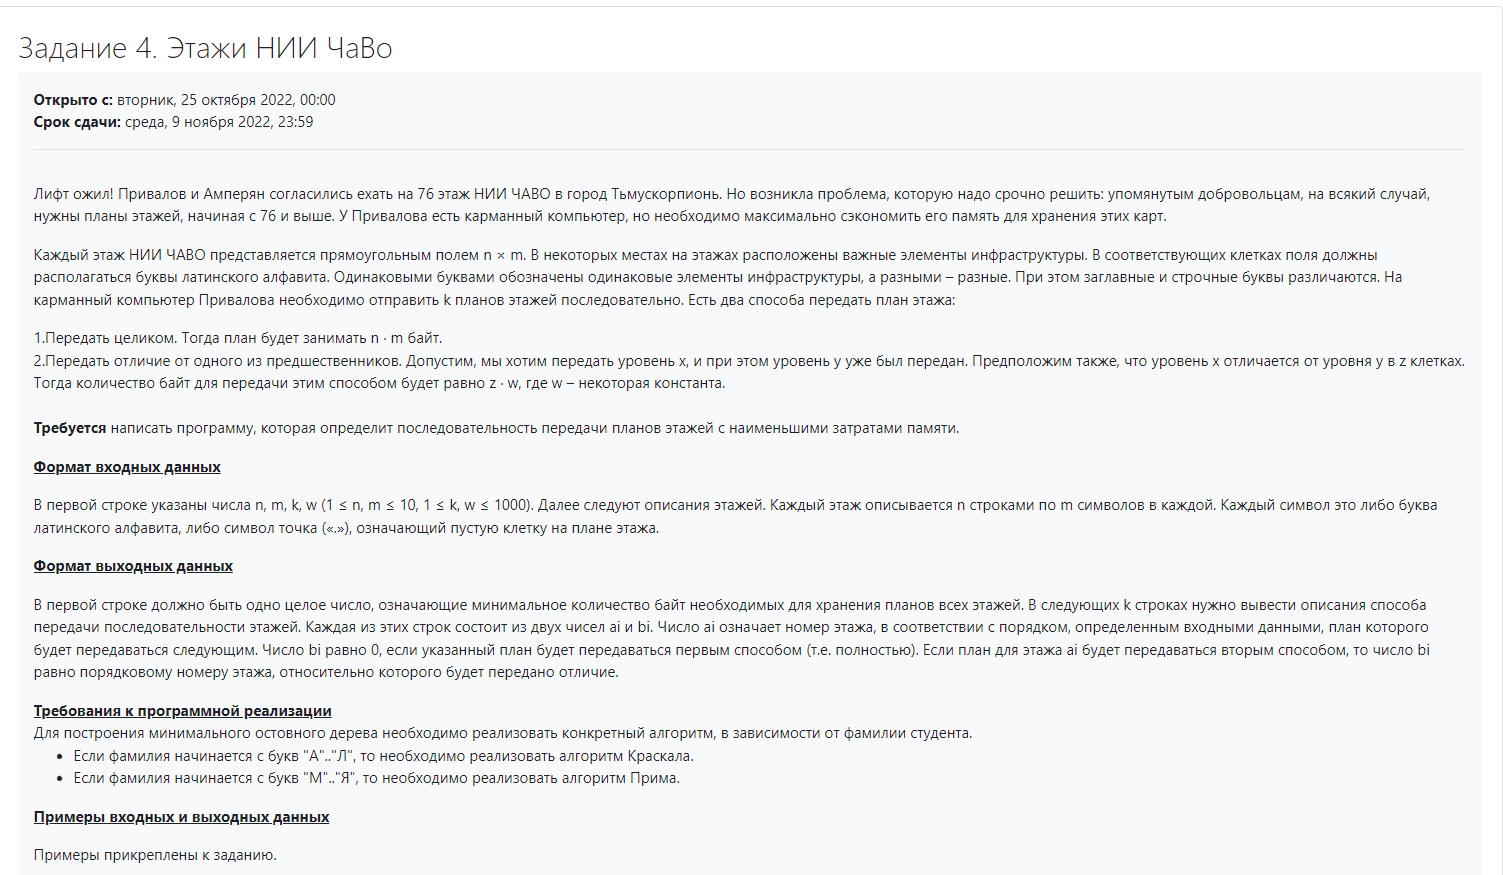 Задание 4. Этажи НИИ ЧаВо
Открыто с: вторник, 25 октября 2022, 00:00
Срок сдачи: среда, 9 ноября 2022, 23:59
Лифт ожил! Привалов и Амперян согласились ехать на 76 этаж НИИ ЧАВО в город Тьмускорпионь. Но возникла проблема, которую надо срочно решить: упомянутым добровольцам, на всякий случай,
нужны планы этажей, начиная с 76 и выше. У Привалова есть карманный компьютер, но необходимо максимально сэкономить его память для хранения этих карт.
Каждый этаж НИИ ЧАВО представляется прямоугольным полем n × m. В некоторых местах на этажах расположены важные элементы инфраструктуры. В соответствующих клетках поля должны
располагаться буквы латинского алфавита. Одинаковыми буквами обозначены одинаковые элементы инфраструктуры, а разными – разные. При этом заглавные и строчные буквы различаются. На
карманный компьютер Привалова необходимо отправить k планов этажей последовательно. Есть два способа передать план этажа:
1.Передать целиком. Тогда план будет занимать n · m байт.
2.Передать отличие от одного из предшественников. Допустим, мы хотим передать уровень x, и при этом уровень y уже был передан. Предположим также, что уровень x отличается от уровня y в z клетках.
Тогда количество байт для передачи этим способом будет равно z · w, где w – некоторая константа.
Требуется написать программу, которая определит последовательность передачи планов этажей с наименьшими затратами памяти.
Формат входных данных
В первой строке указаны числа n, m, k, w (1 ≤ n, m ≤ 10, 1 ≤ k, w ≤ 1000). Далее следуют описания этажей. Каждый этаж описывается n строками по m символов в каждой. Каждый символ это либо буква
латинского алфавита, либо символ точка («.»), означающий пустую клетку на плане этажа.
Формат выходных данных
В первой строке должно быть одно целое число, означающие минимальное количество байт необходимых для хранения планов всех этажей. В следующих k строках нужно вывести описания способа
передачи последовательности этажей. Каждая из этих строк состоит из двух чисел ai и bi. Число ai означает номер этажа, в соответствии с порядком, определенным входными данными, план которого
будет передаваться следующим. Число bi равно 0, если указанный план будет передаваться первым способом (т.е. полностью). Если план для этажа ai будет передаваться вторым способом, то число bi
равно порядковому номеру этажа, относительно которого будет передано отличие.
Требования к программной реализации
Для построения минимального остовного дерева необходимо реализовать конкретный алгоритм, в зависимости от фамилии студента.
• Если фамилия начинается с букв "А".."Л", то необходимо реализовать алгоритм Краскала.
• Если фамилия начинается с букв "М".."Я", то необходимо реализовать алгоритм Прима.
Примеры входных и выходных данных
Примеры прикреплены к заданию.